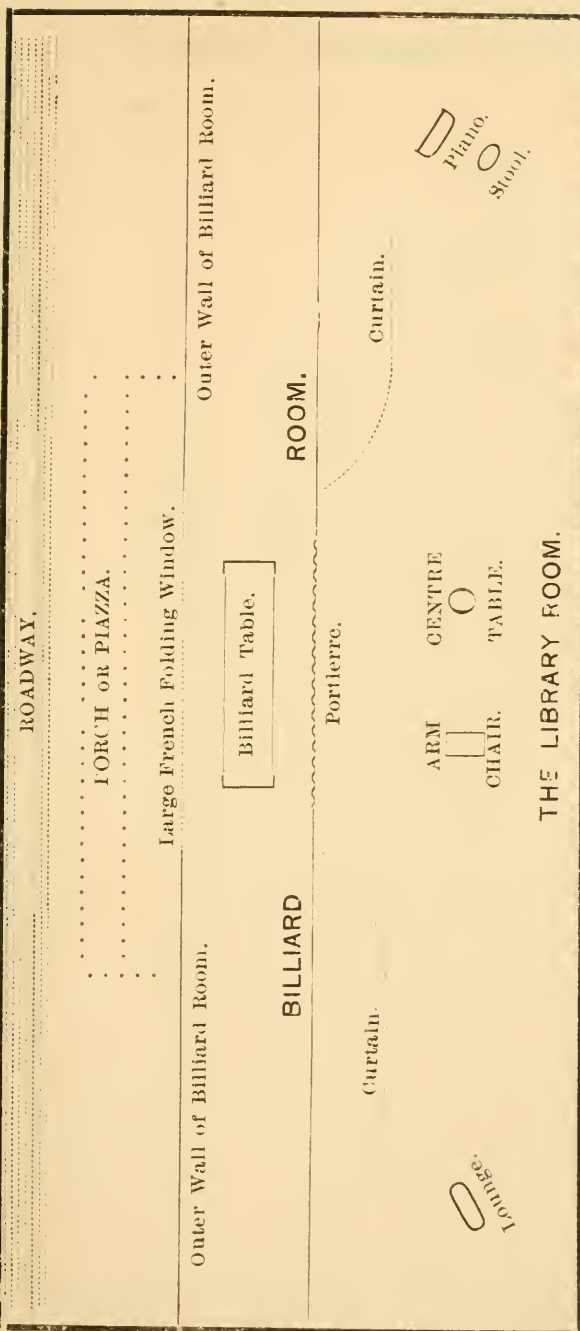 ROADWAY.
PORCH OR PIAZZA.
Large French Folding Window.
Outer Wall of Billiard Room.
Outer Wall of Billiard Room.
Billiard Table.
BILLIARD ROOM.
Portierre.
Curtain.
Curtain.
ARM
CHAIR.
CENTRE
TABLE.
Lounge.
Piano.
Stool.
THE LIBRARY ROOM.